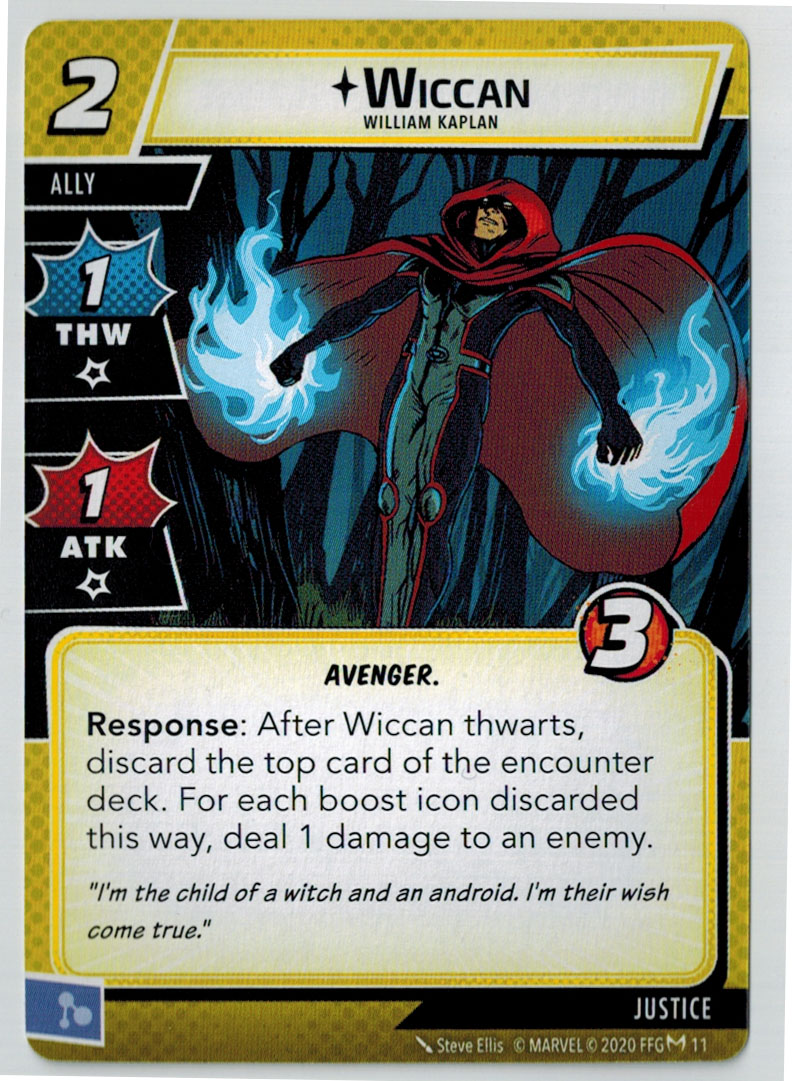 2
WICCAN
WILLIAM KAPLAN
ALLY
1
THW
1
ATK
3
AVENGER.
Response: After Wiccan thwarts,
discard the top card of the encounter
deck. For each boost icon discarded
this way, deal 1 damage to an enemy.
"I'm the child of a witch and an android. I'm their wish
come true."
JUSTICE
Steve Ellis © MARVEL © 2020 FFG 11